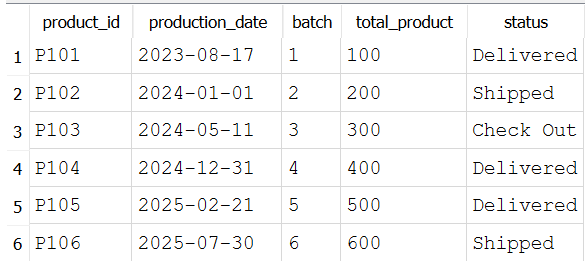 product_id production_date batch total_product status
1 P101 2023-08-17 1 100 Delivered
2 P102 2024-01-01 2 200 Shipped
3 P103 2024-05-11 3 300 Check Out
4 P104 2024-12-31 4 400 Delivered
5 P105 2025-02-21 5 500 Delivered
6 P106 2025-07-30 6 600 Shipped